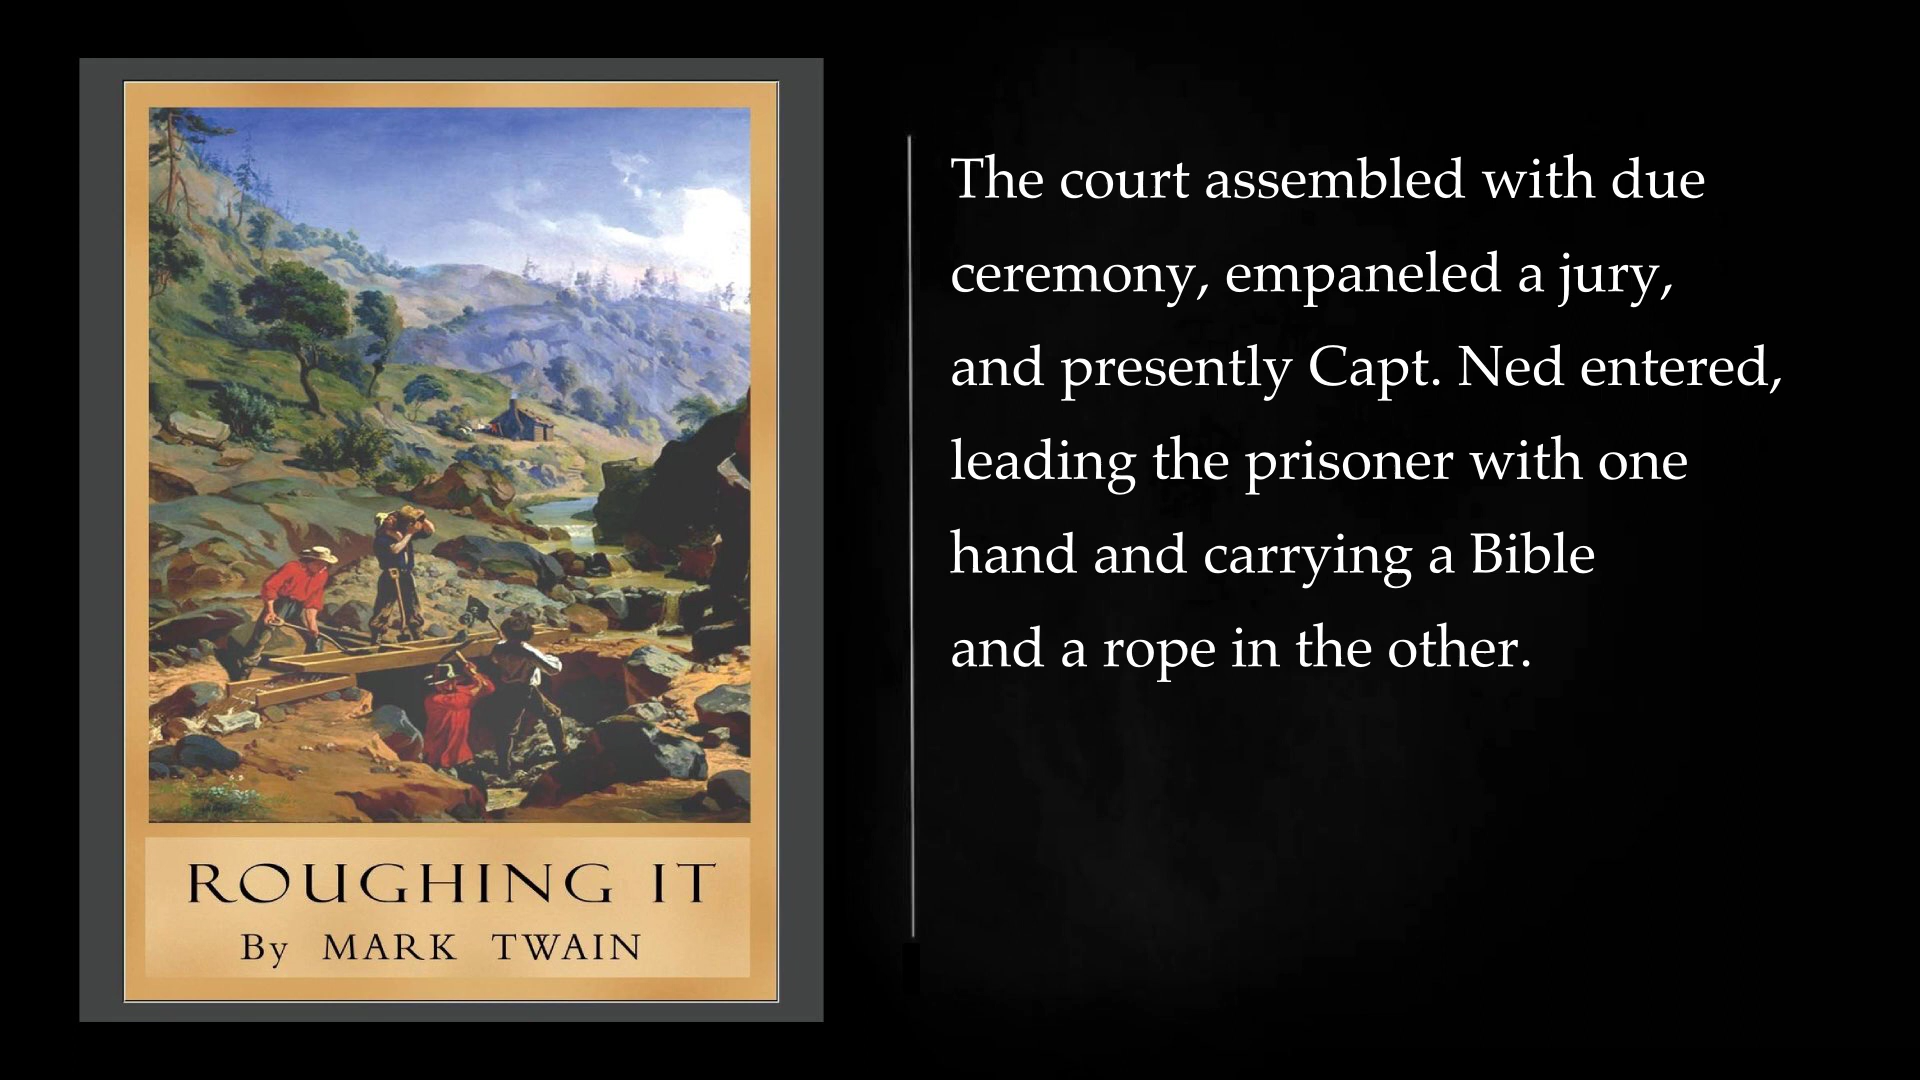 ROUGHING IT
By MARK TWAIN
The court assembled with due
ceremony, empaneled a jury,
and presently Capt. Ned entered,
leading the prisoner with one
hand and carrying a Bible
and a rope in the other.